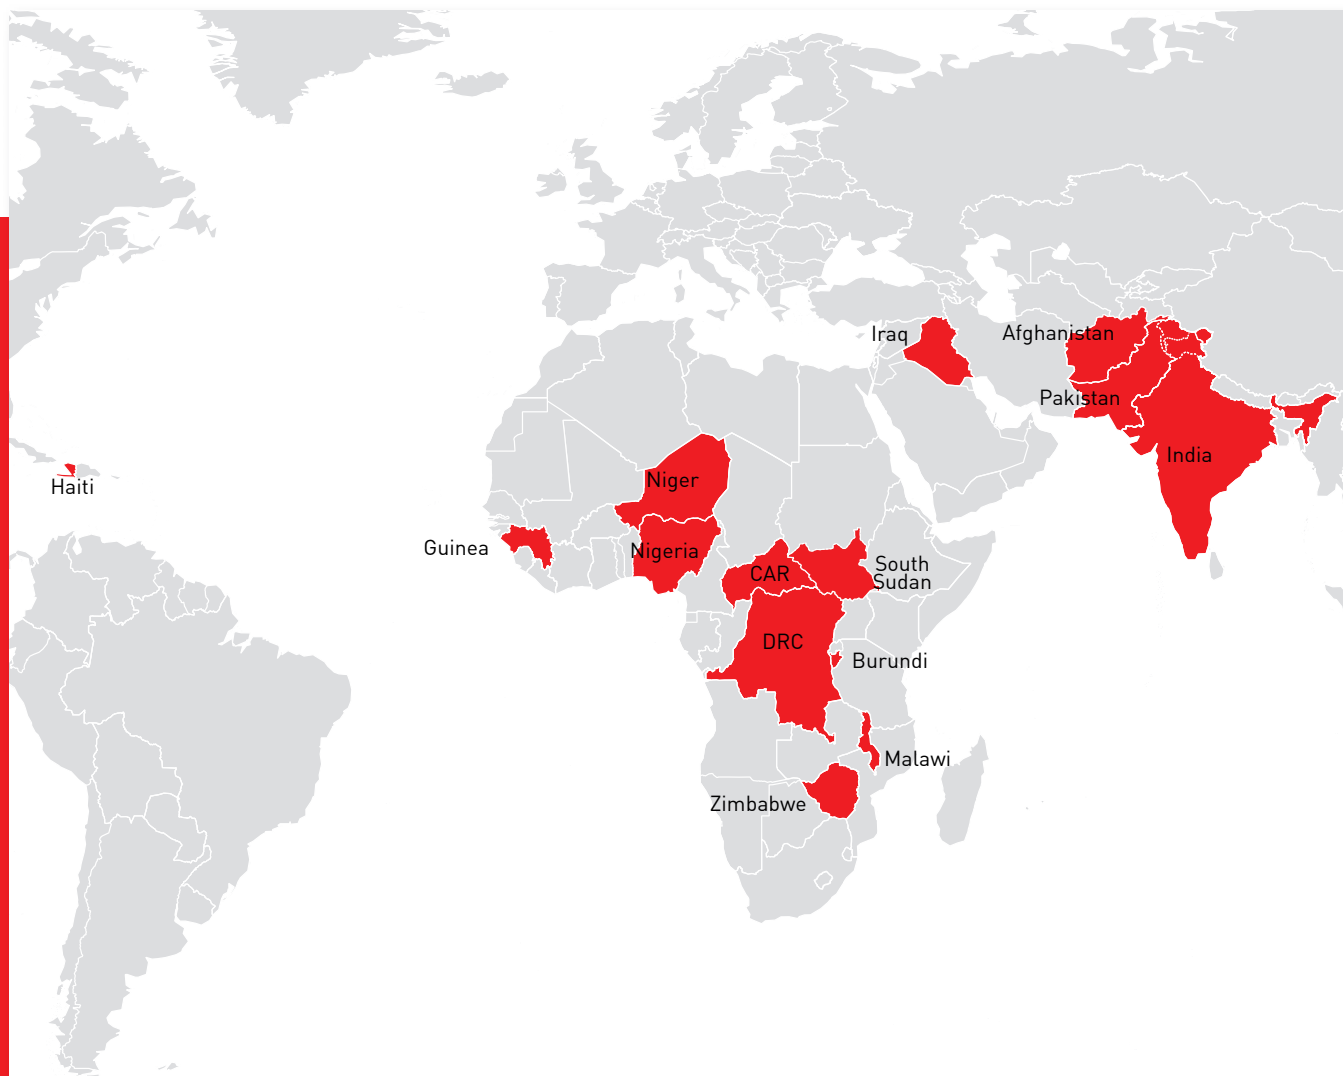 Iraq
Afghanistan
Pakistan
India
Haiti
Niger
Guinea
Nigeria
CAR
South
Sudan
DRC
Burundi
Malawi
Zimbabwe